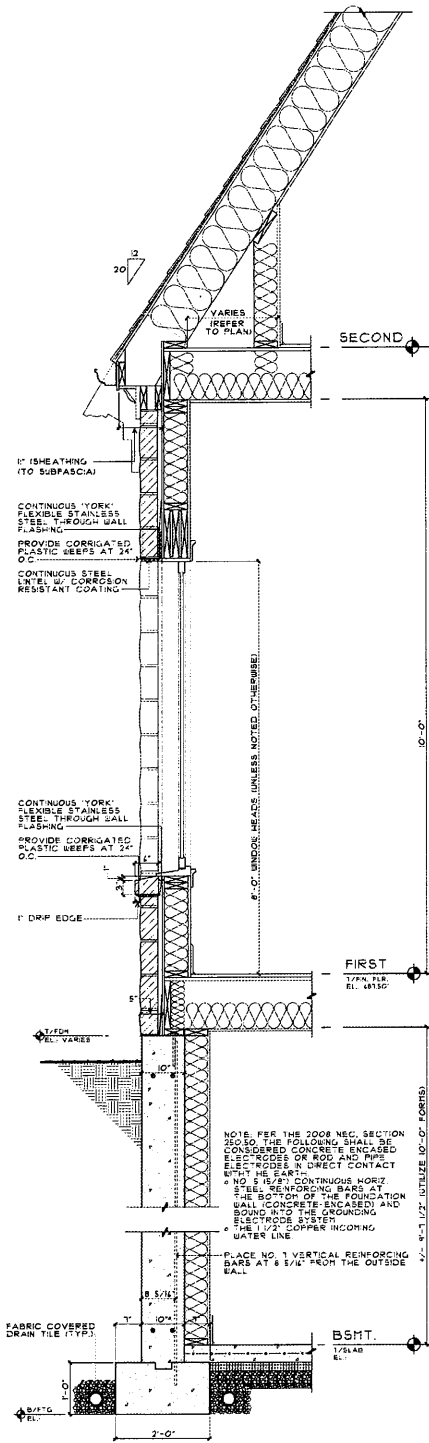 12
20
VARIES
(REFER
TO PLAN)
SECOND
SHEATHING
(TO SUBFASCIA)
CONTINUOUS 'YORK'
FLEXIBLE STAINLESS
STEEL THROUGH WALL
FLASHING
PROVIDE CORRIGATED
PLASTIC WEEPS AT 24"
O.C.
CONTINUOUS STEEL
LINTEL W/ CORROSION
RESISTANT COATING
8'-0" WINDOW HEADS (UNLESS NOTED OTHERWISE)
10'-0"
CONTINUOUS 'YORK'
FLEXIBLE STAINLESS
STEEL THROUGH WALL
FLASHING
PROVIDE CORRIGATED
PLASTIC WEEPS AT 24"
O.C.
6"
1"
3"
1" DRIP EDGE
FIRST
T/FIN. FLR.
EL.
5"
T/FDN
EL.: VARIES
10"
NOTE: PER THE 2008 NEC, SECTION
250.50, THE FOLLOWING SHALL BE
CONSIDERED CONCRETE ENCASED
ELECTRODES OR ROD AND PIPE
ELECTRODES IN DIRECT CONTACT
WITH HE EARTH
NO. 5 (5/8") CONTINUOUS HORIZ.
STEEL REINFORCING BARS AT
THE BOTTOM OF THE FOUNDATION
WALL (CONCRETE-ENCASED) AND
BOUND INTO THE GROUNDING
ELECTRODE SYSTEM
THE 1 1/2" COPPER INCOMING
WATER LINE
PLACE NO. 7 VERTICAL REINFORCING
BARS AT 8 5/16" FROM THE OUTSIDE
WALL
+/- 9'-7 1/2" (UTILIZE 10'-0" FORMS)
8 5/16"
7" 10" 7"
FABRIC COVERED
DRAIN TILE (TYP.)
BSMT.
T/SLAB
EL.:
1'-0"
B/FTG
EL.:
2'-0"